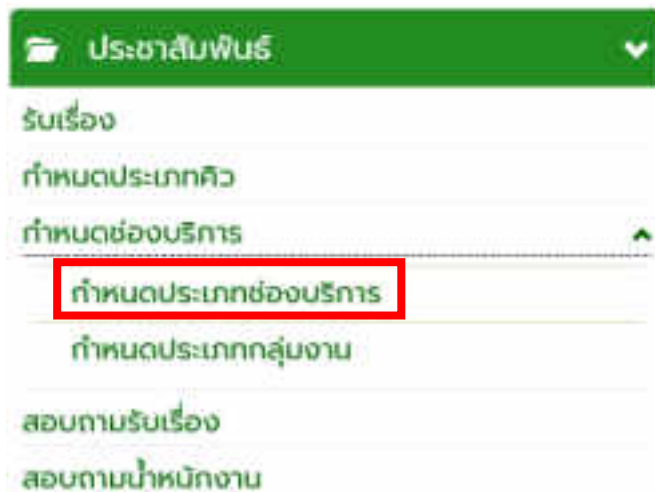 ประชาสัมพันธ์
รับเรื่อง
กำหนดประเภทคิว
กำหนดช่องบริการ
กำหนดประเภทช่องบริการ
กำหนดประเภทกลุ่มงาน
สอบถามรับเรื่อง
สอบถามน้ำหนักงาน